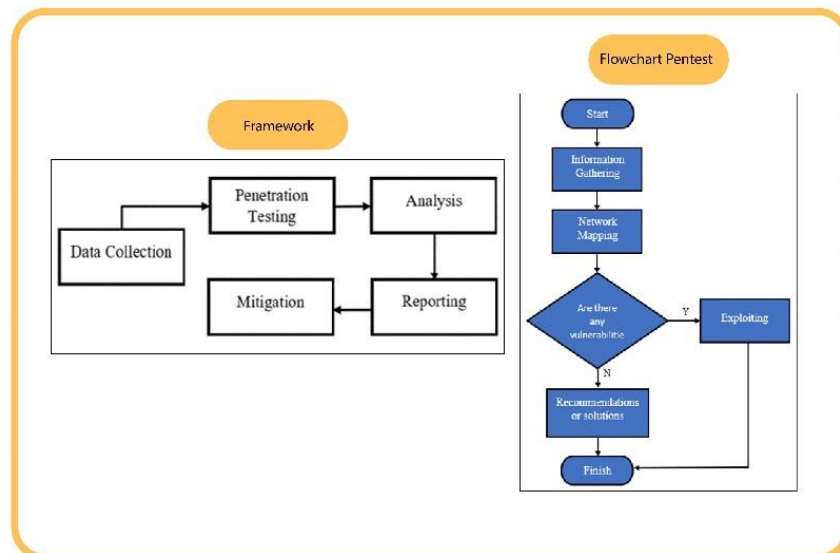 Framework
Data Collection
Penetration
Testing
Analysis
Reporting
Mitigation
Flowchart Pentest
Start
Information
Gathering
Network
Mapping
Are there
any
vulnerabilitie
Y
Exploiting
N
Recommendations
or solutions
Finish